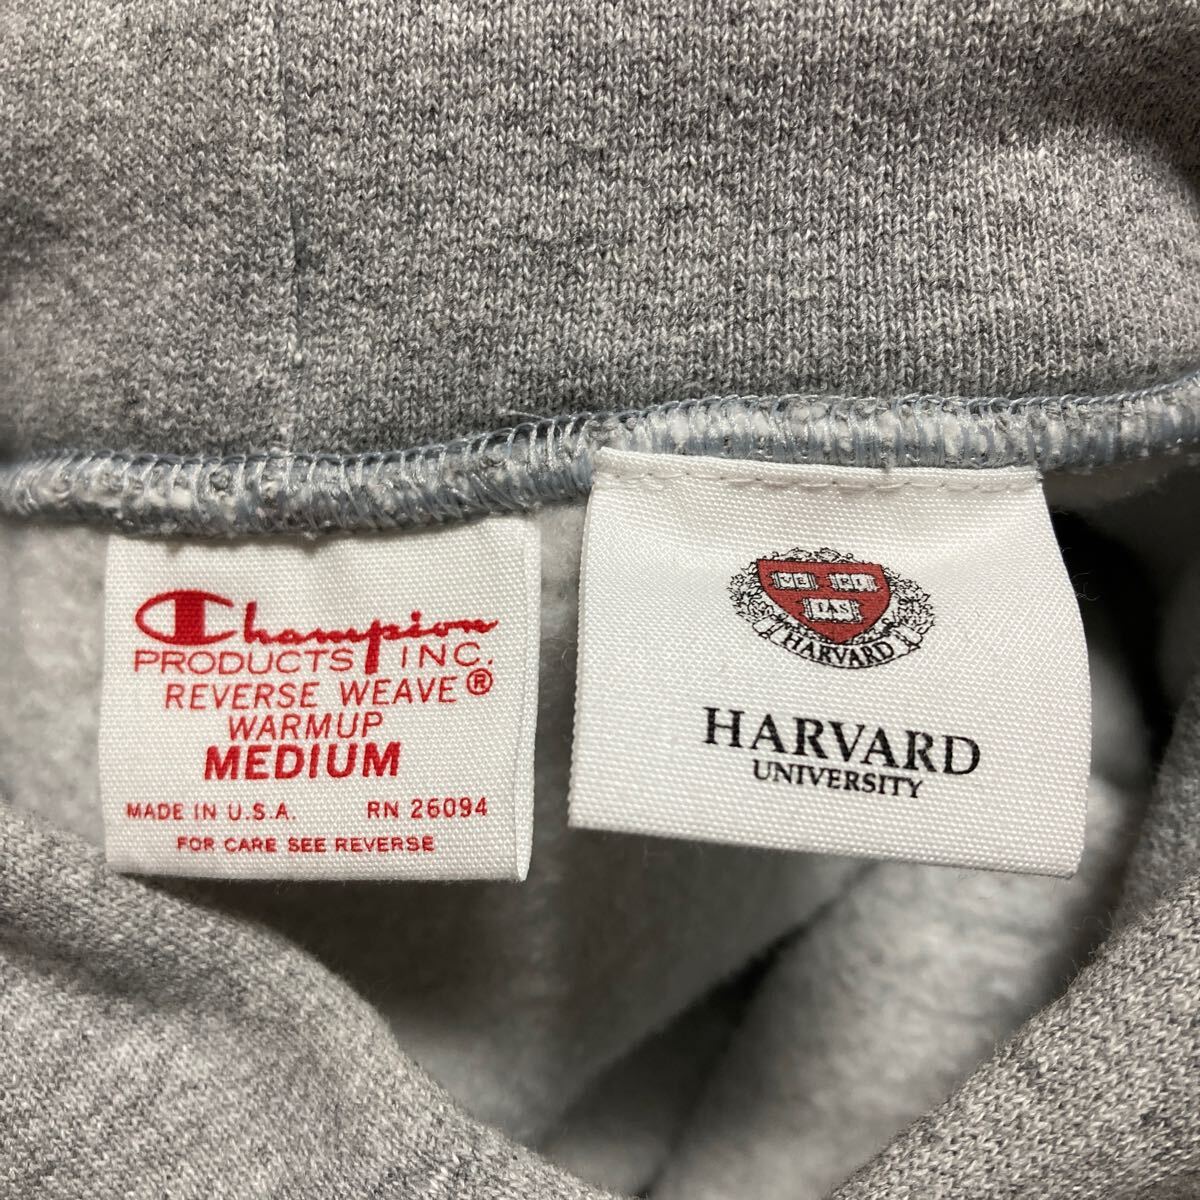 Champion
PRODUCTS INC.
REVERSE WEAVE®
WARMUP
MEDIUM
MADE IN U.S.A. RN 26094
FOR CARE SEE REVERSE
VE RI
TAS
HARVARD
HARVARD
UNIVERSITY